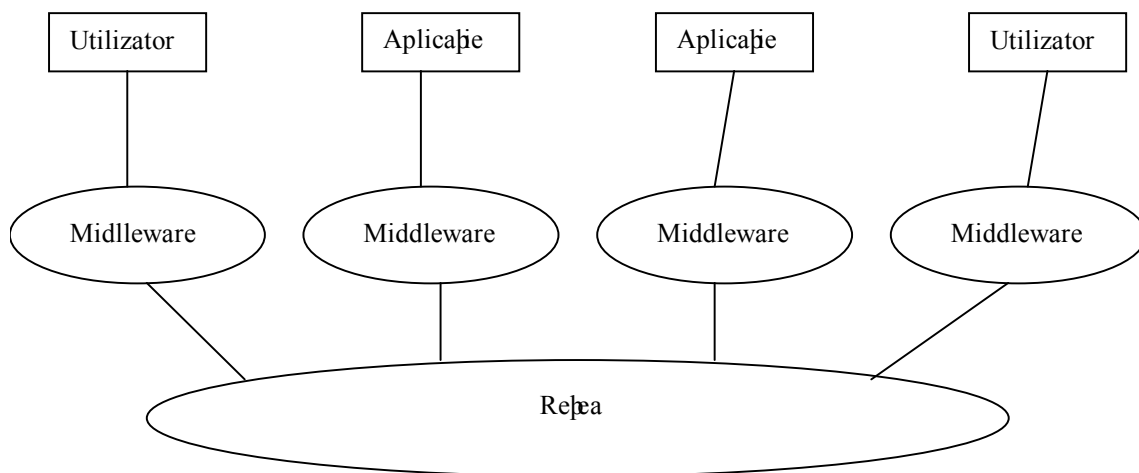 Utilizator
Aplicaþie
Aplicaþie
Utilizator
Midlleware
Middleware
Middleware
Middleware
Reþea